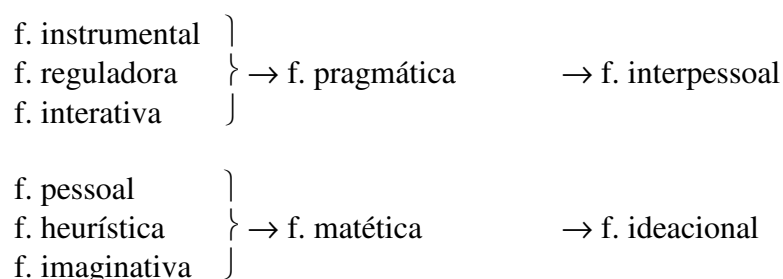 f. instrumental
f. reguladora } → f. pragmática → f. interpessoal
f. interativa
f. pessoal
f. heurística } → f. matética → f. ideacional
f. imaginativa